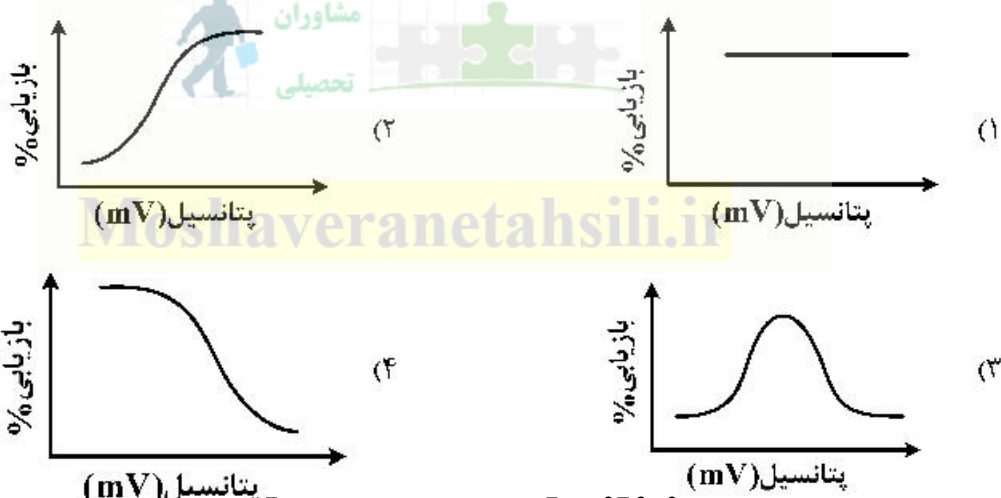 مشاوران
تحصیلی
بازیابی%
(۱
پتانسیل(mV)
بازیابی%
(۲
پتانسیل(mV)
Moshaveranetahsili.ir
بازیابی%
(۳
پتانسیل(mV)
بازیابی%
(۴
پتانسیل(mV)